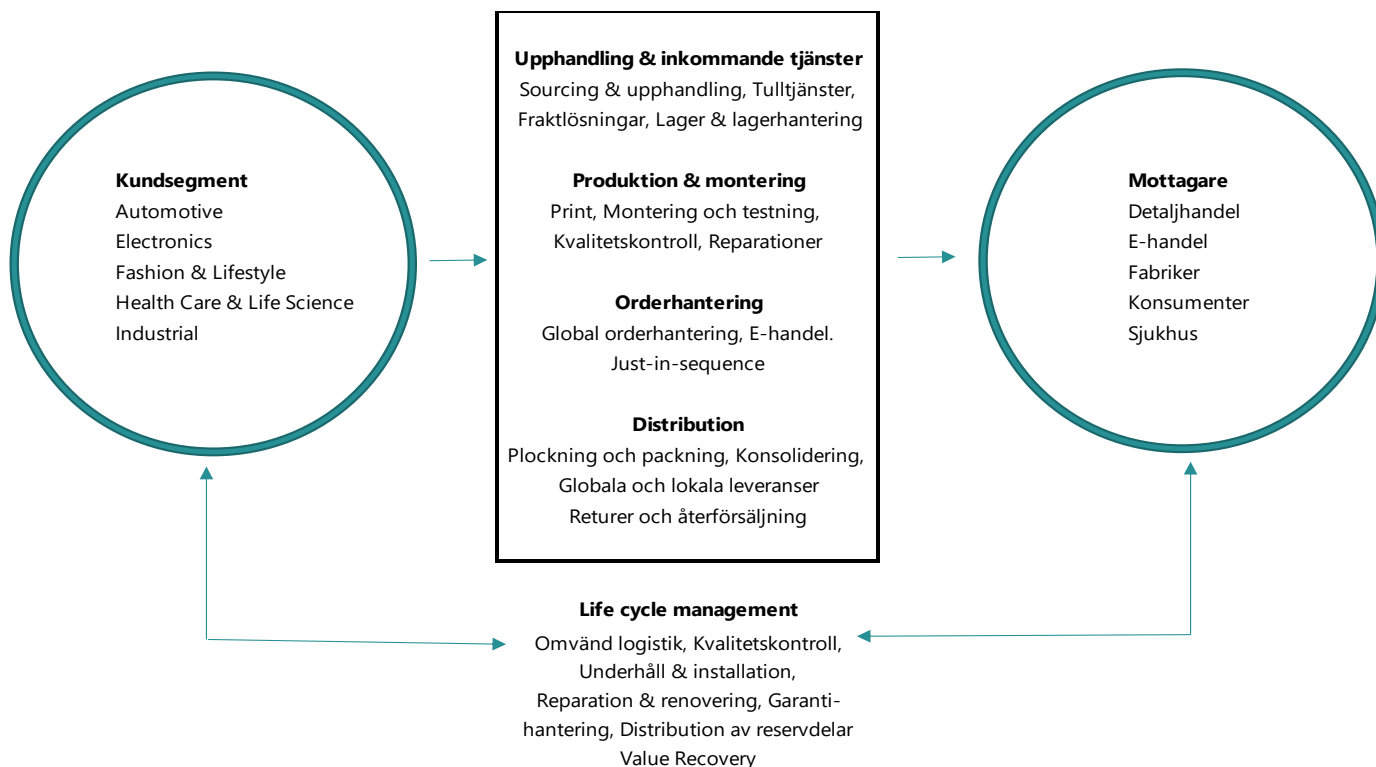 Kundsegment
Automotive
Electronics
Fashion & Lifestyle
Health Care & Life Science
Industrial
Upphandling & inkommande tjänster
Sourcing & upphandling, Tulltjänster,
Fraktlösningar, Lager & lagerhantering
Produktion & montering
Print, Montering och testning,
Kvalitetskontroll, Reparationer
Orderhantering
Global orderhantering, E-handel.
Just-in-sequence
Distribution
Plockning och packning, Konsolidering,
Globala och lokala leveranser
Returer och återförsäljning
Mottagare
Detaljhandel
E-handel
Fabriker
Konsumenter
Sjukhus
Life cycle management
Omvänd logistik, Kvalitetskontroll,
Underhåll & installation,
Reparation & renovering, Garanti-
hantering, Distribution av reservdelar
Value Recovery